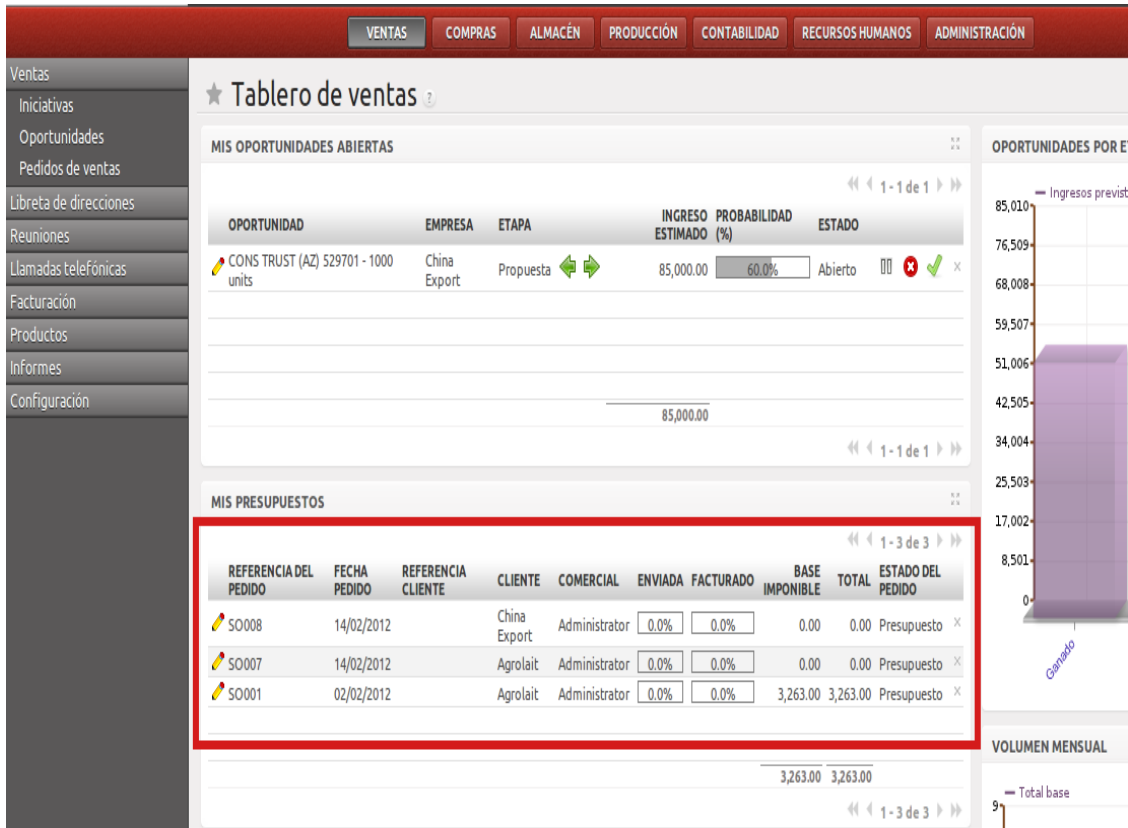 VENTAS COMPRAS ALMACÉN PRODUCCIÓN CONTABILIDAD RECURSOS HUMANOS ADMINISTRACIÓN
Ventas
Iniciativas
Oportunidades
Pedidos de ventas
Libreta de direcciones
Reuniones
Llamadas telefónicas
Facturación
Productos
Informes
Configuración
Tablero de ventas ?
MIS OPORTUNIDADES ABIERTAS
1 - 1 de 1
OPORTUNIDAD EMPRESA ETAPA INGRESO ESTIMADO PROBABILIDAD (%) ESTADO
CONS TRUST (AZ) 529701 - 1000 units China Export Propuesta 85,000.00 60.0% Abierto
85,000.00
1 - 1 de 1
MIS PRESUPUESTOS
1 - 3 de 3
REFERENCIA DEL PEDIDO FECHA PEDIDO REFERENCIA CLIENTE CLIENTE COMERCIAL ENVIADA FACTURADO BASE IMPONIBLE TOTAL ESTADO DEL PEDIDO
SO008 14/02/2012 China Export Administrator 0.0% 0.0% 0.00 0.00 Presupuesto
SO007 14/02/2012 Agrolait Administrator 0.0% 0.0% 0.00 0.00 Presupuesto
SO001 02/02/2012 Agrolait Administrator 0.0% 0.0% 3,263.00 3,263.00 Presupuesto
3,263.00 3,263.00
1 - 3 de 3
OPORTUNIDADES POR E
Ingresos previst
85,010
76,509
68,008
59,507
51,006
42,505
34,004
25,503
17,002
8,501
0
Ganado
VOLUMEN MENSUAL
Total base
9